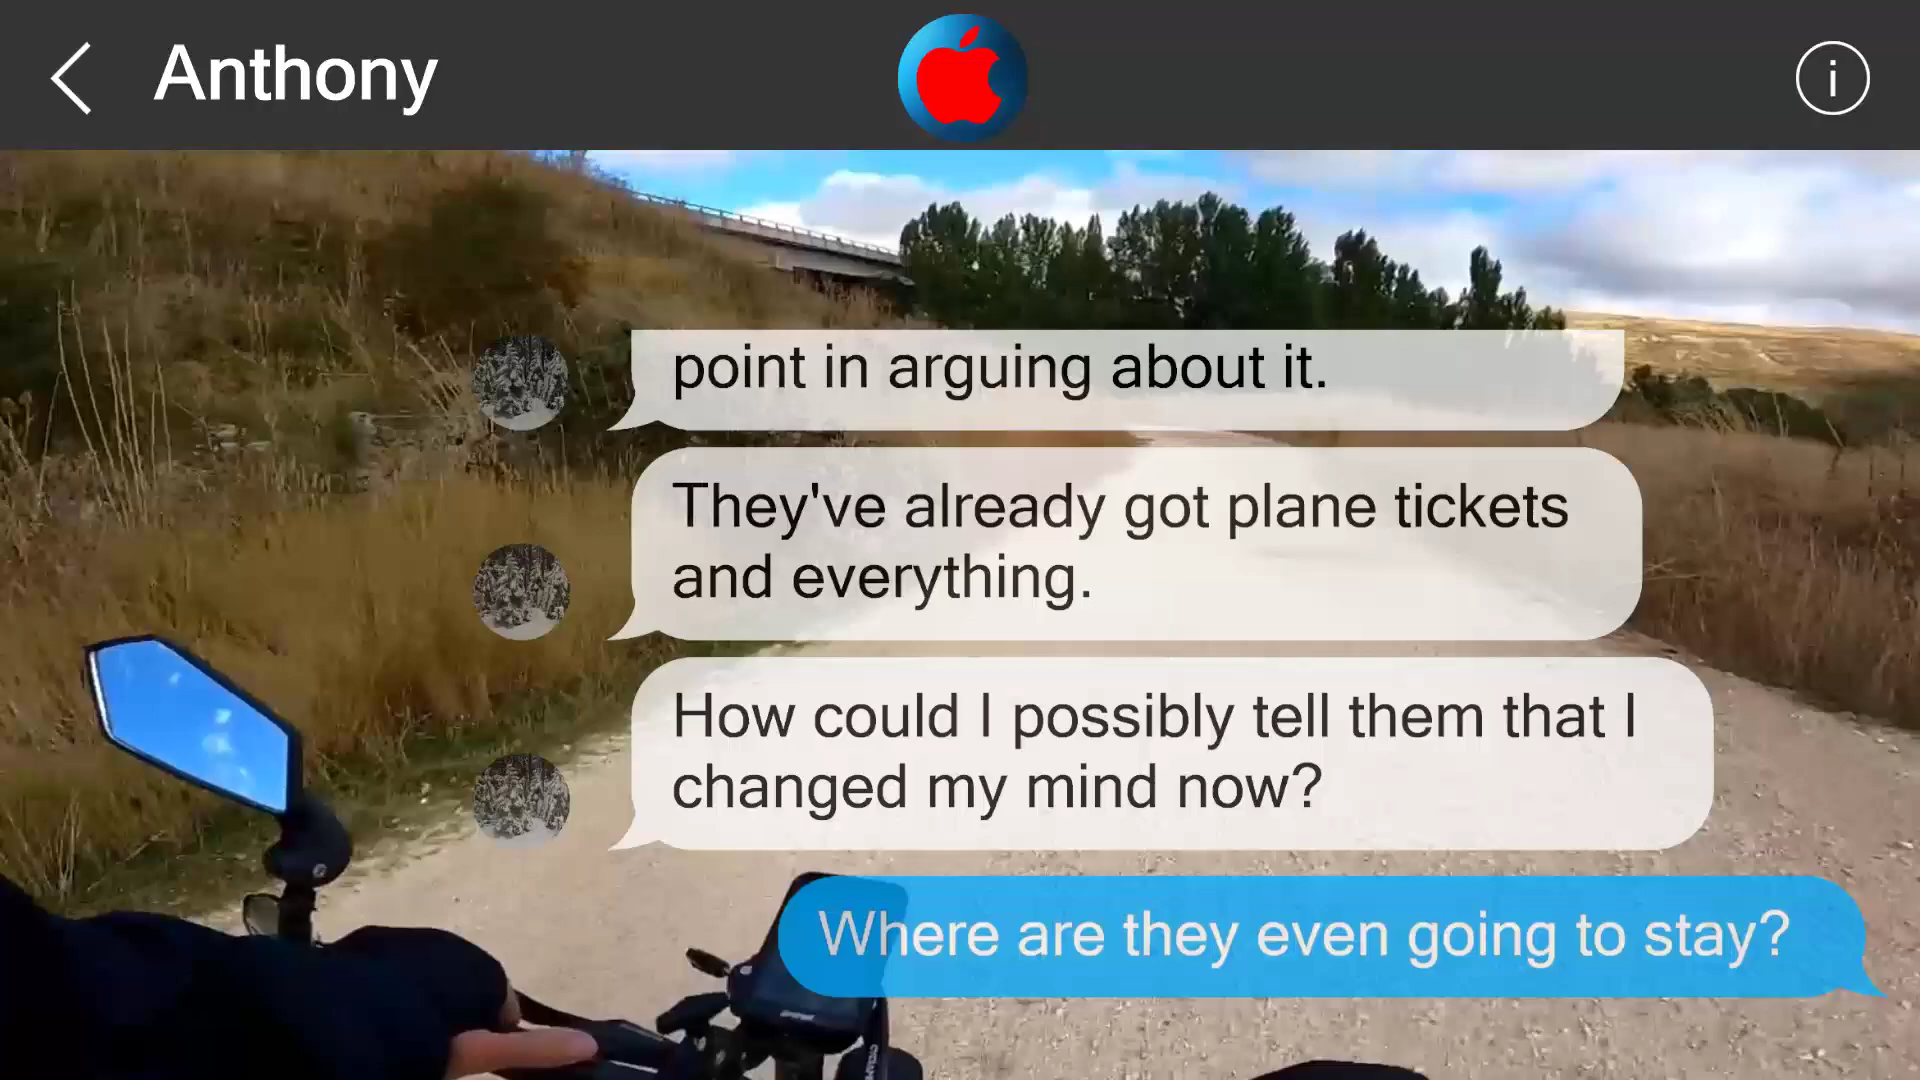 Anthony
point in arguing about it.
They've already got plane tickets
and everything.
How could I possibly tell them that I
changed my mind now?
Where are they even going to stay?